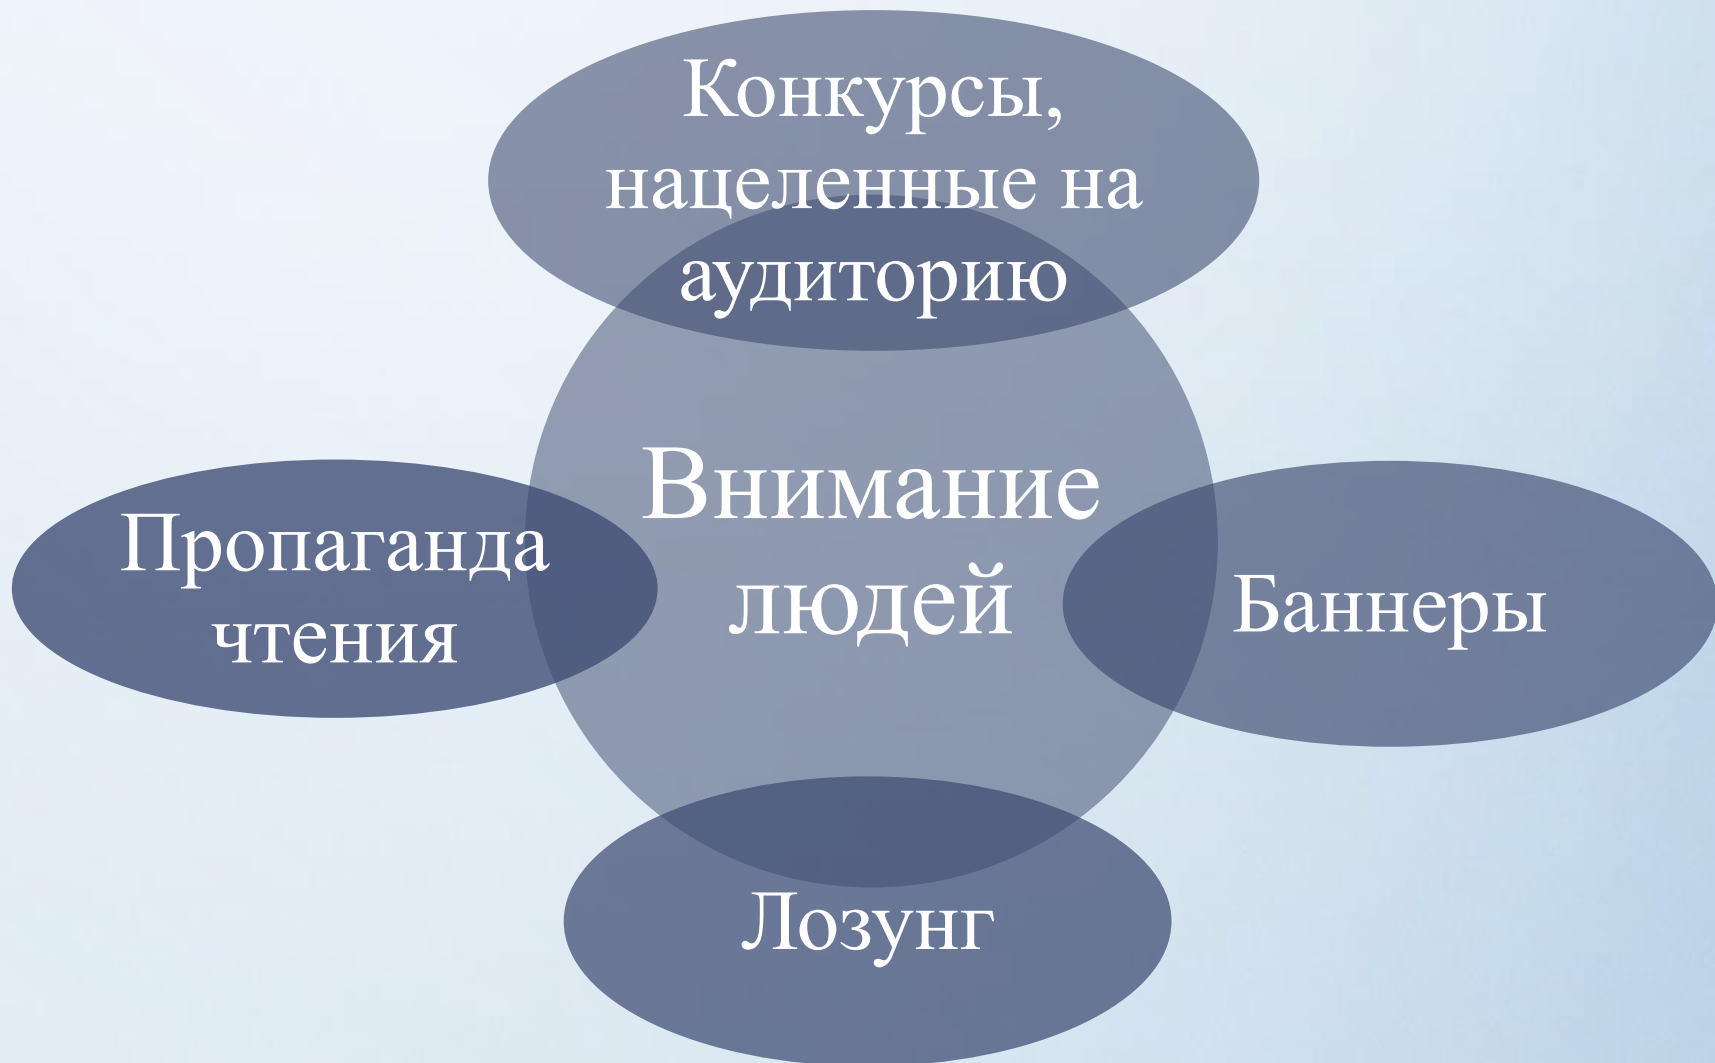 Конкурсы,
нацеленные на
аудиторию
Внимание
людей
Пропаганда
чтения
Баннеры
Лозунг